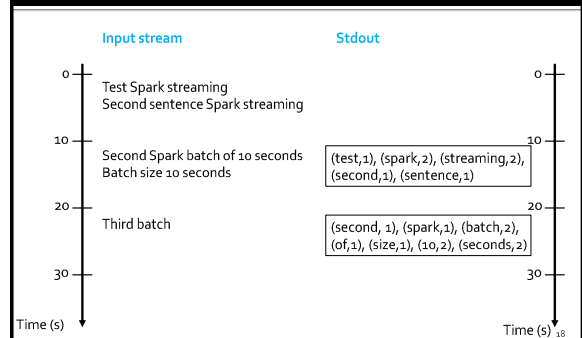 Input stream
Stdout
0
0
Test Spark streaming
Second sentence Spark streaming
10
10
Second Spark batch of 10 seconds
Batch size 10 seconds
(test,1), (spark,2), (streaming,2),
(second,1), (sentence,1)
20
20
Third batch
(second, 1), (spark,1), (batch,2),
(of,1), (size,1), (10,2), (seconds,2)
30
30
Time (s)
Time (s)
18